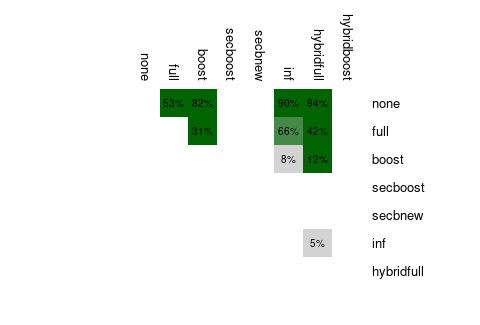 none full boost secboost secbnew inf hybridfull hybridboost
53% 82% 90% 94% none
31% 66% 42% full
8% 12% boost
secboost
secbnew
5% inf
hybridfull